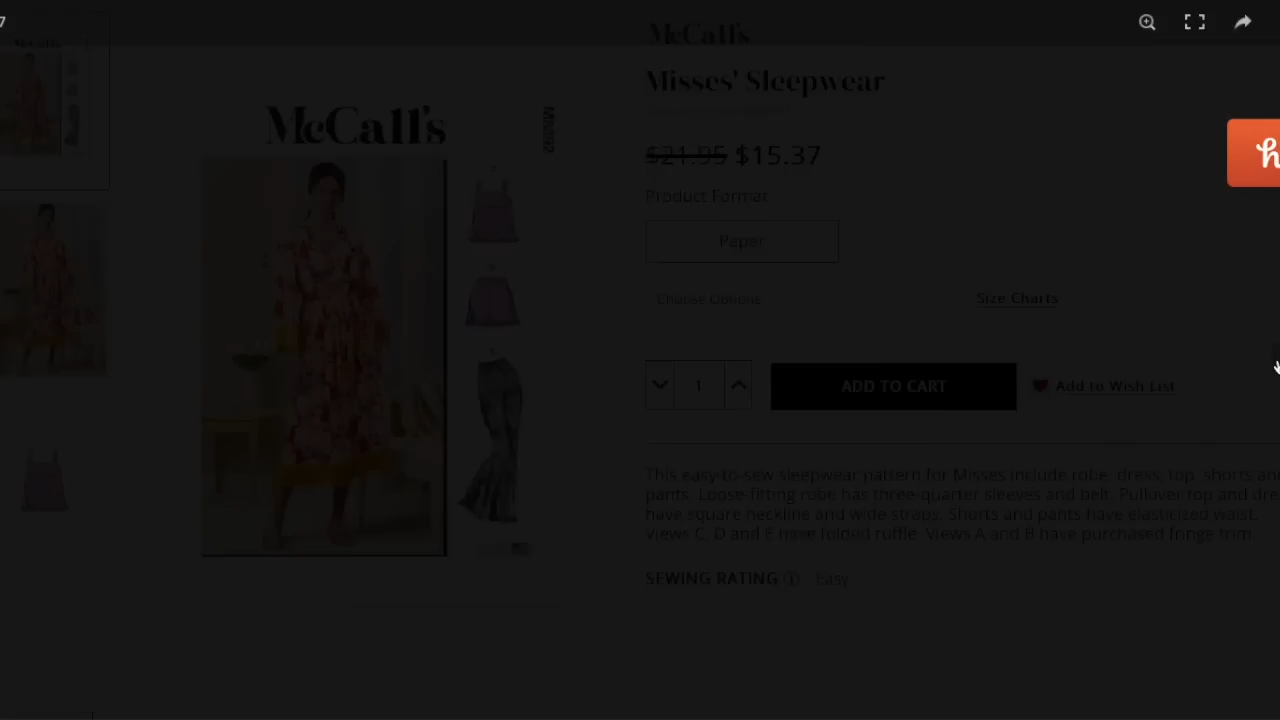 7
McCall's
Misses' Sleepwear
McCall's
$21.95 $15.37
Product Format
Paper
Choose Options
Size Charts
1
ADD TO CART
Add to Wish List
This easy-to-sew sleepwear pattern for Misses include robe, dress, top, shorts and
pants. Loose-fitting robe has three-quarter sleeves and belt. Pullover top and dre
have square neckline and wide straps. Shorts and pants have elasticized waist.
Views C, D and E have folded ruffle. Views A and B have purchased fringe trim.
SEWING RATING Easy
h